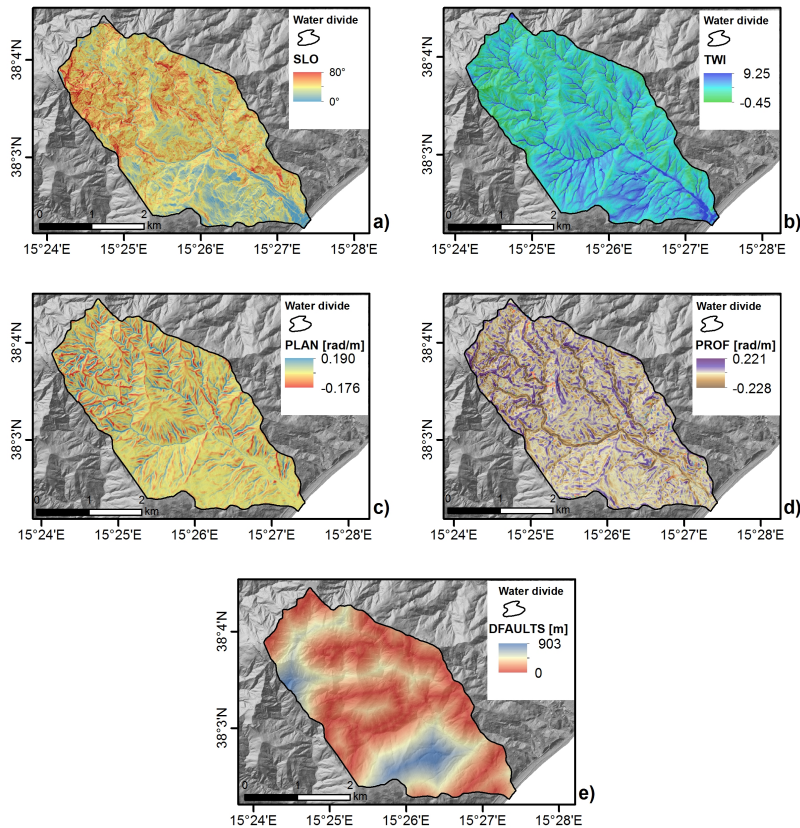 Water divide
SLO
80°
0°
38°4'N
38°3'N
0 1 2
km
a)
15°24'E 15°25'E 15°26'E 15°27'E 15°28'E
Water divide
TWI
9.25
-0.45
38°4'N
38°3'N
0 1 2
km
b)
15°24'E 15°25'E 15°26'E 15°27'E 15°28'E
Water divide
PLAN [rad/m]
0.190
-0.176
38°4'N
38°3'N
0 1 2
km
c)
15°24'E 15°25'E 15°26'E 15°27'E 15°28'E
Water divide
PROF [rad/m]
0.221
-0.228
38°4'N
38°3'N
0 1 2
km
d)
15°24'E 15°25'E 15°26'E 15°27'E 15°28'E
Water divide
DFAULTS [m]
903
0
38°4'N
38°3'N
0 1 2
km
e)
15°24'E 15°25'E 15°26'E 15°27'E 15°28'E